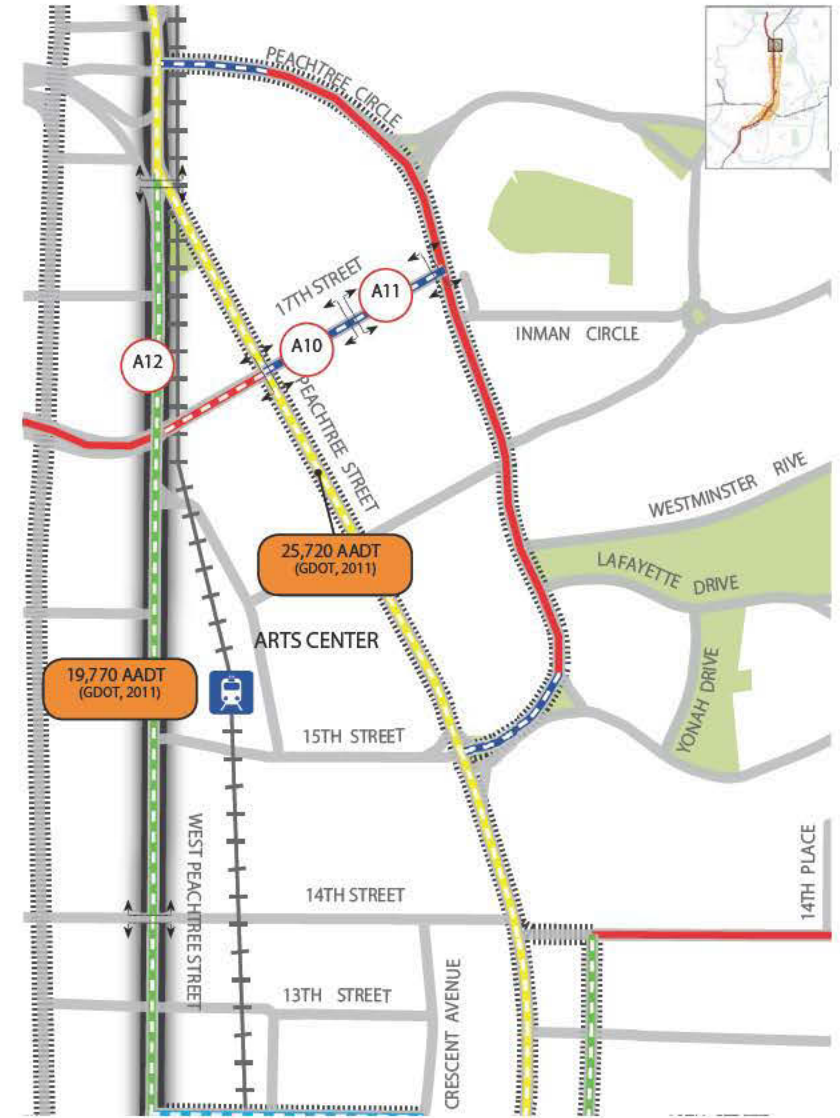 PEACHTREE CIRCLE
17TH STREET
A11
A10
INMAN CIRCLE
A12
PEACHTREE STREET
WESTMINSTER RIVE
25,720 AADT
(GDOT, 2011)
LAFAYETTE DRIVE
ARTS CENTER
19,770 AADT
(GDOT, 2011)
YONAH DRIVE
15TH STREET
WEST PEACHTREE STREET
14TH PLACE
14TH STREET
13TH STREET
CRESCENT AVENUE